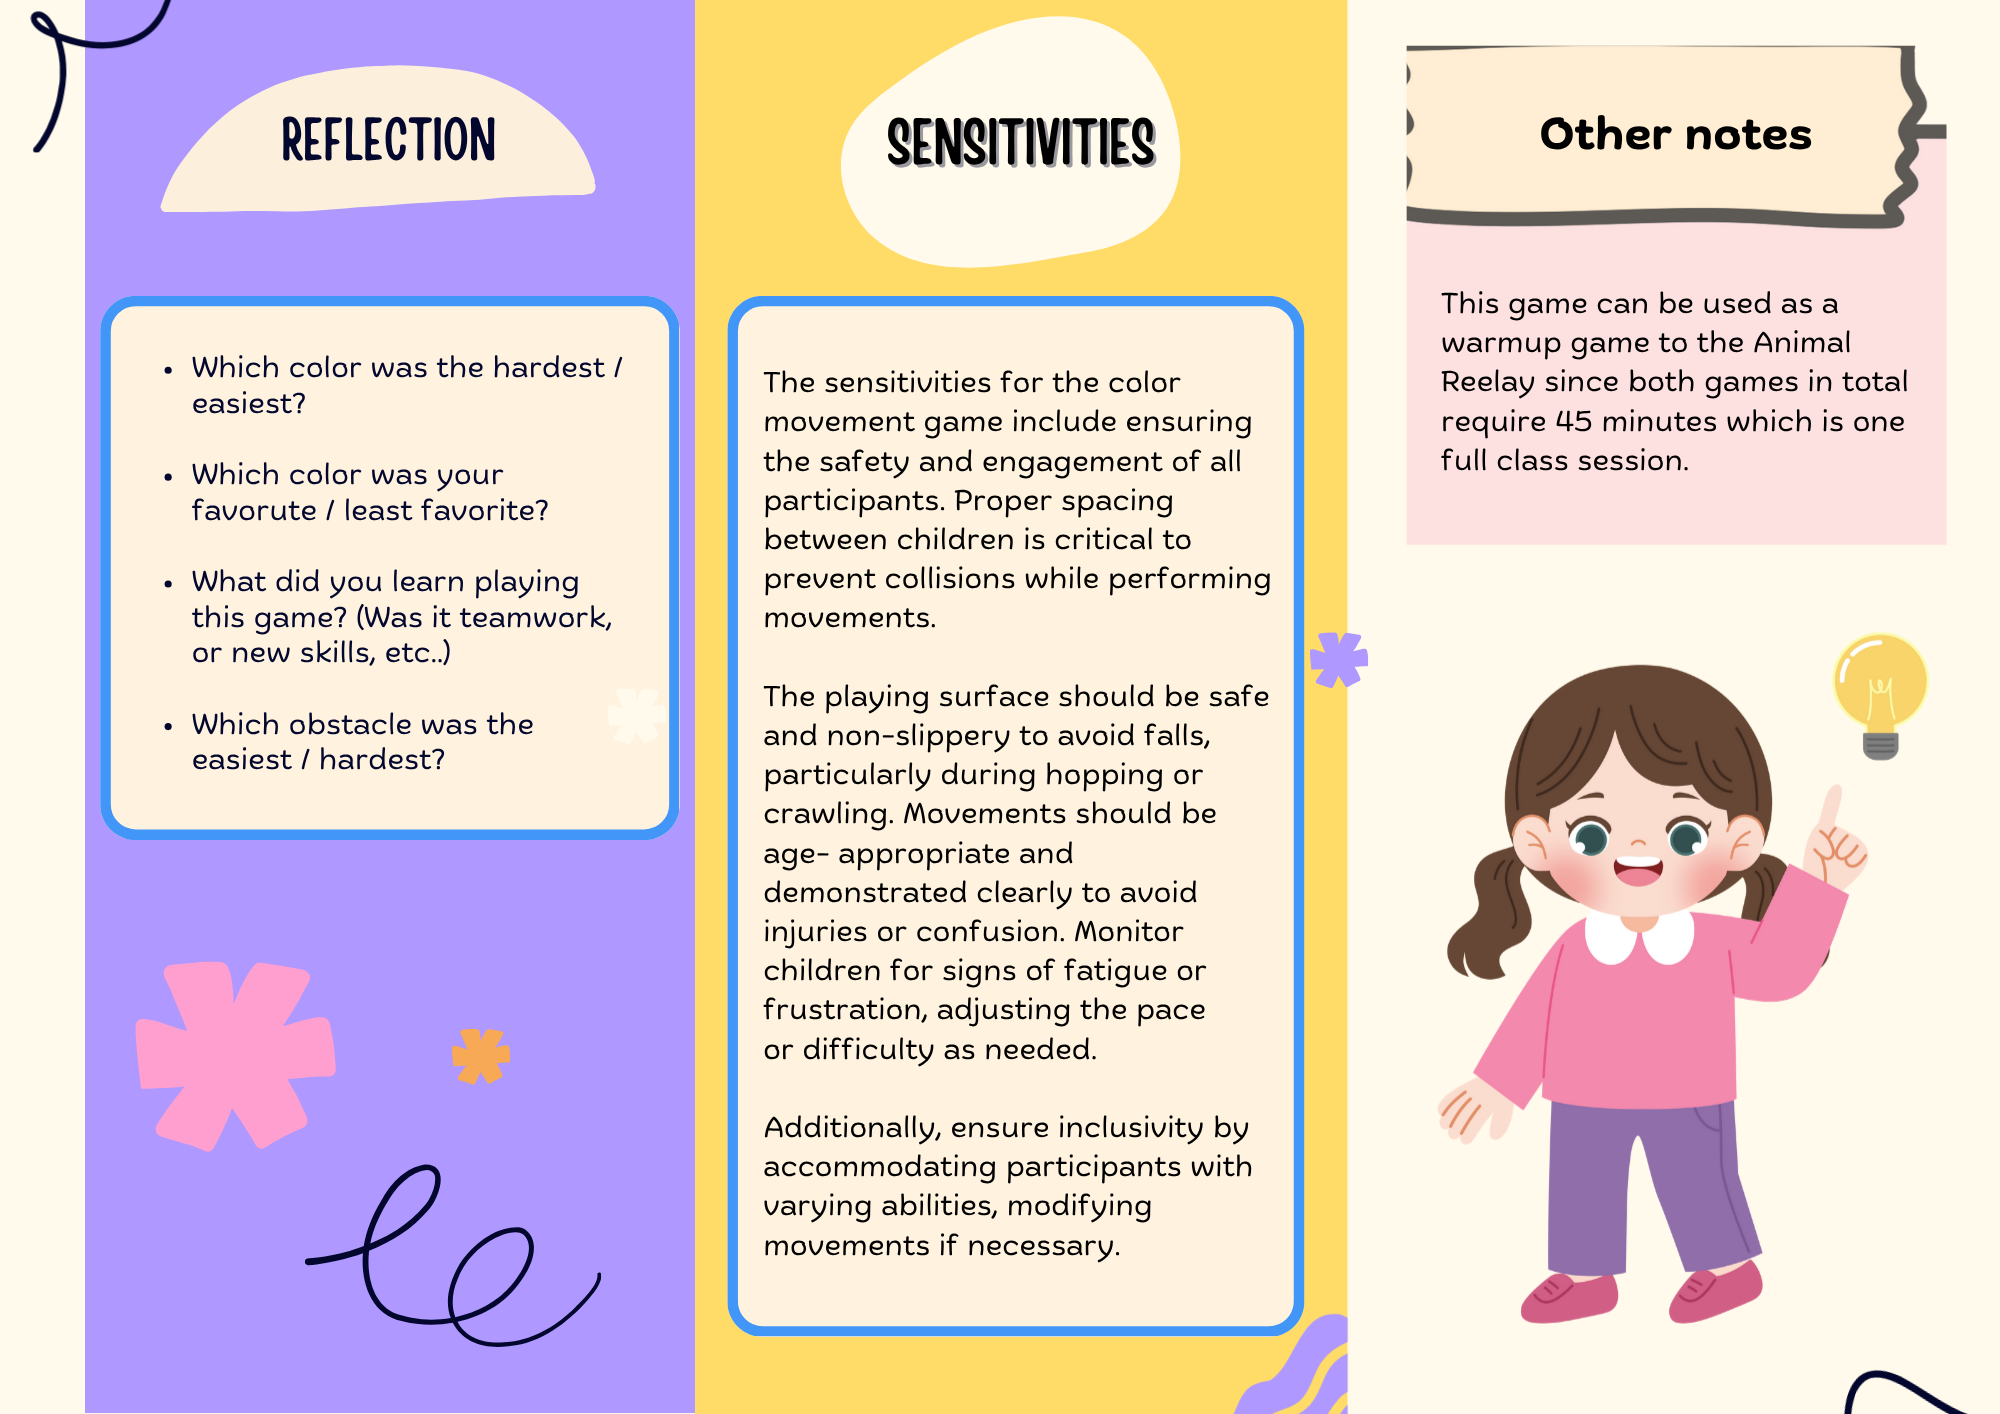 REFLECTION
• Which color was the hardest /
easiest?
• Which color was your
favorute / least favorite?
• What did you learn playing
this game? (Was it teamwork,
or new skills, etc..)
• Which obstacle was the
easiest / hardest?
SENSITIVITIES
The sensitivities for the color
movement game include ensuring
the safety and engagement of all
participants. Proper spacing
between children is critical to
prevent collisions while performing
movements.
The playing surface should be safe
and non-slippery to avoid falls,
particularly during hopping or
crawling. Movements should be
age- appropriate and
demonstrated clearly to avoid
injuries or confusion. Monitor
children for signs of fatigue or
frustration, adjusting the pace
or difficulty as needed.
Additionally, ensure inclusivity by
accommodating participants with
varying abilities, modifying
movements if necessary.
Other notes
This game can be used as a
warmup game to the Animal
Reelay since both games in total
require 45 minutes which is one
full class session.